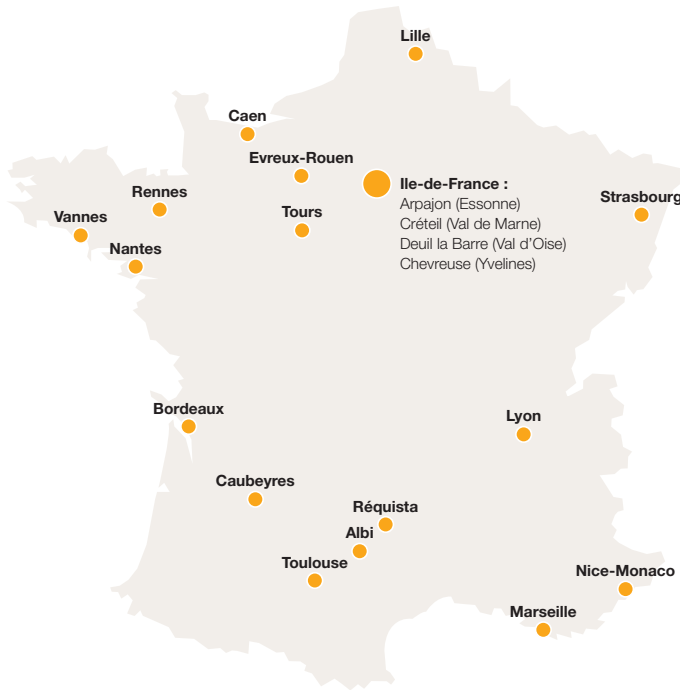 Lille
Caen
Evreux-Rouen
Ile-de-France :
Arpajon (Essonne)
Créteil (Val de Marne)
Deuil la Barre (Val d'Oise)
Chevreuse (Yvelines)
Strasbourg
Rennes
Tours
Vannes
Nantes
Bordeaux
Lyon
Caubeyres
Réquista
Albi
Toulouse
Nice-Monaco
Marseille